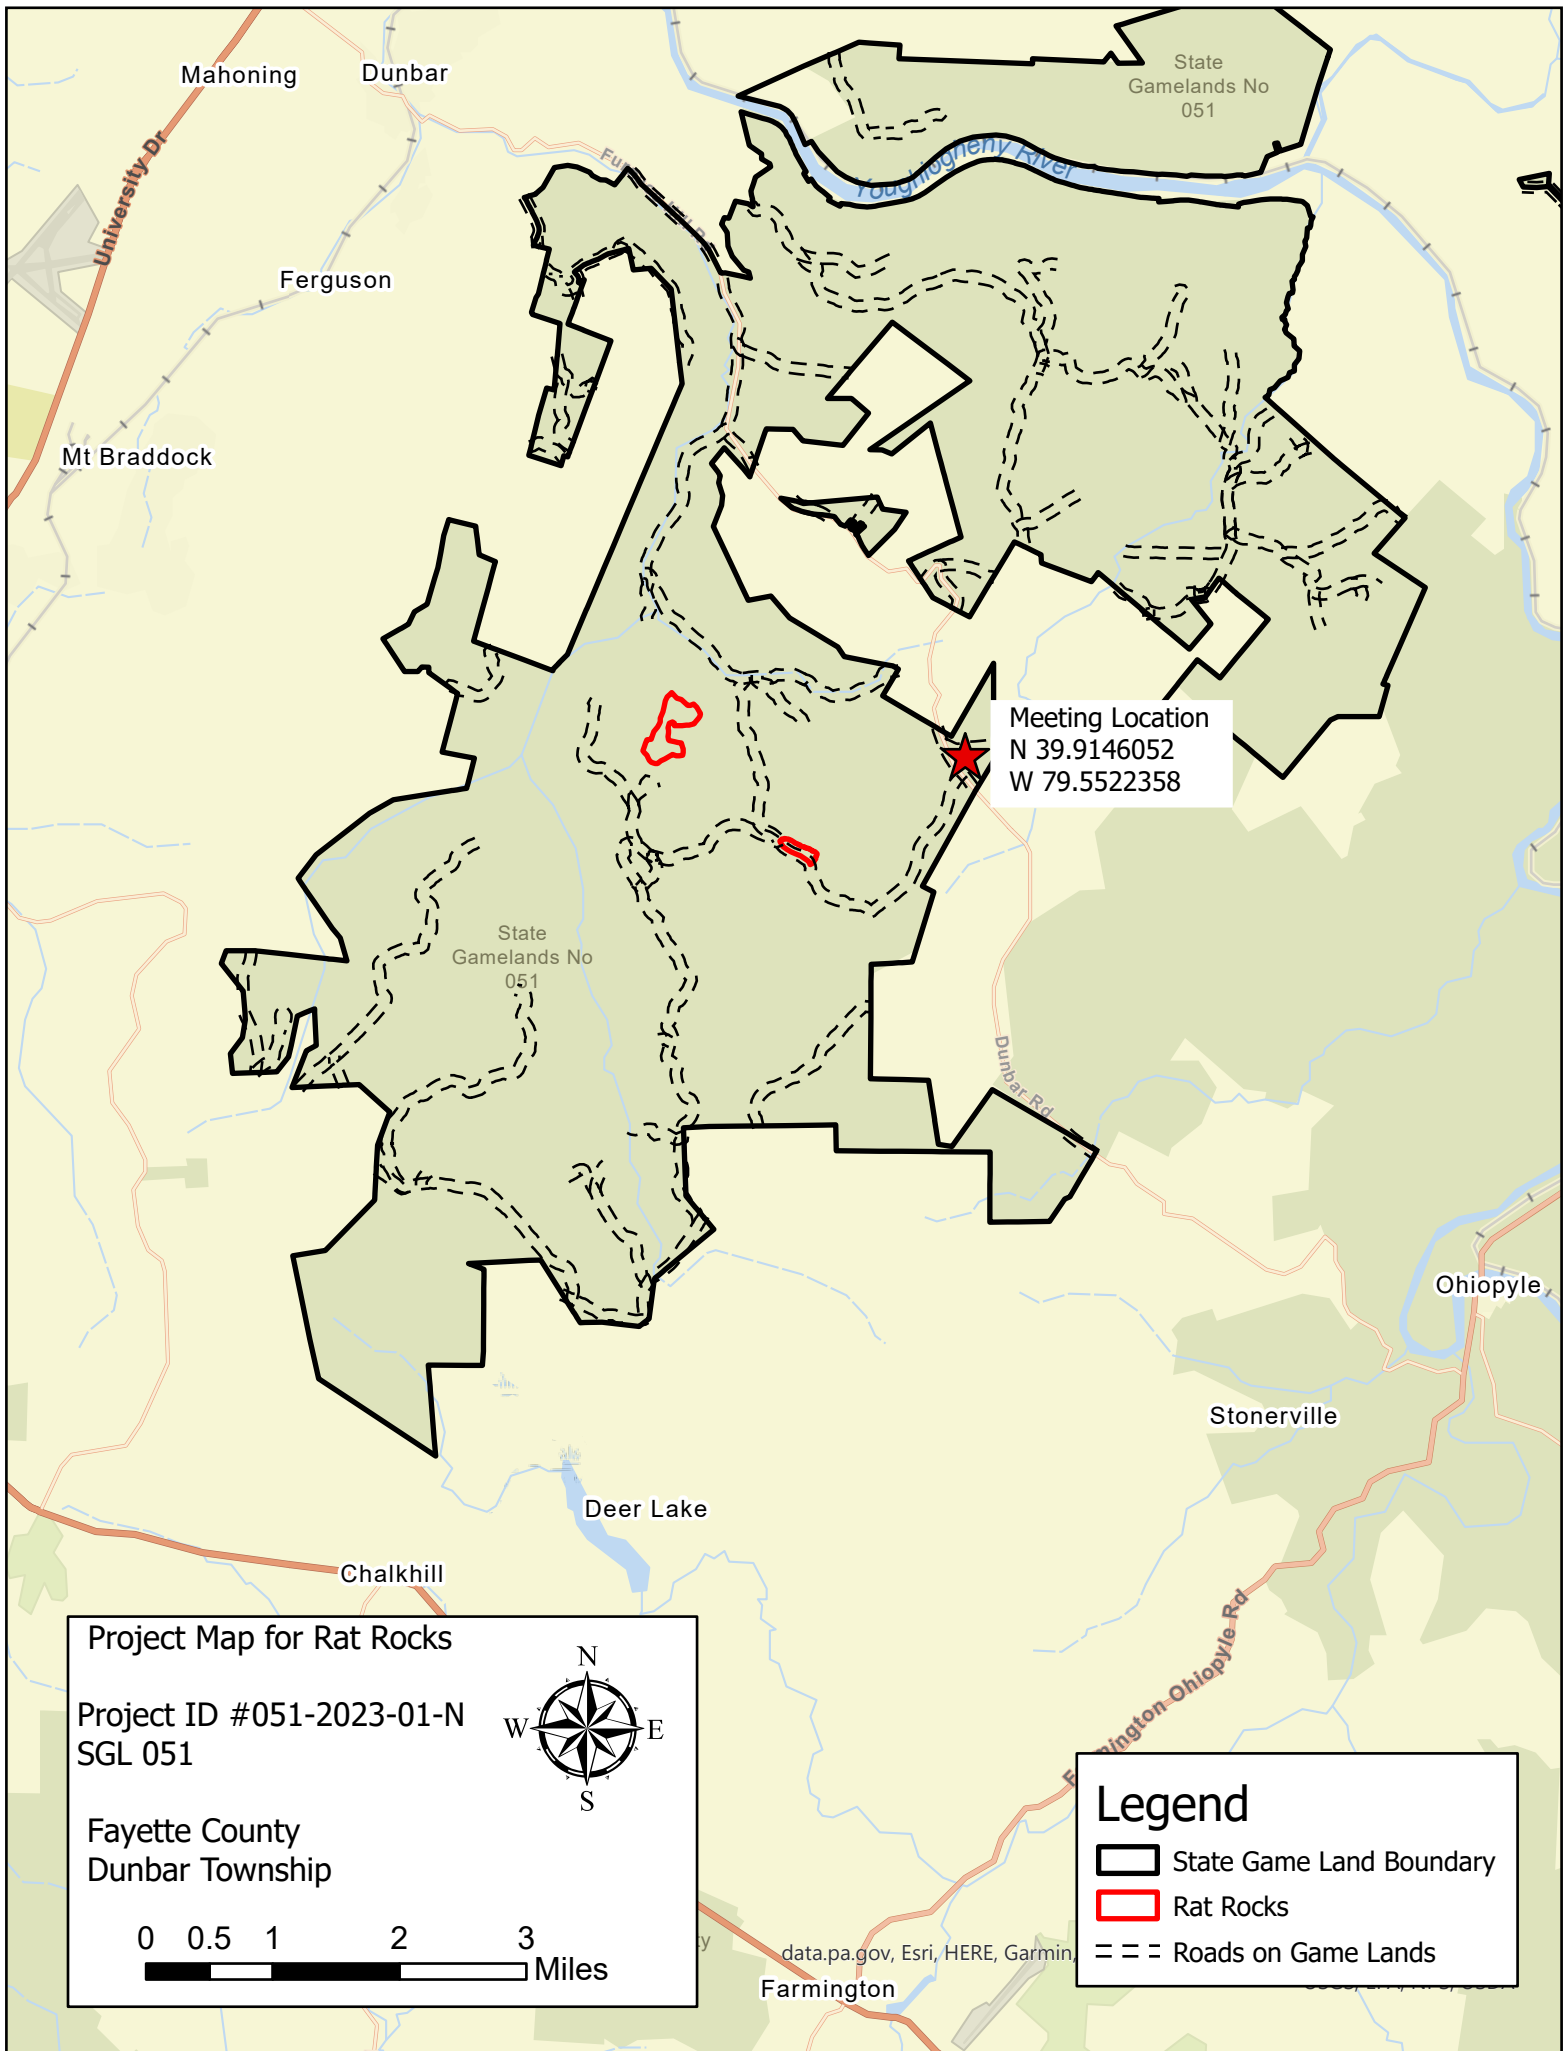 Mahoning
Dunbar
State
Gamelands No
051
University Dr
Youghiogheny River
Ferguson
Mt Braddock
Meeting Location
N 39.9146052
W 79.5522358
State
Gamelands No
051
Dunbar Rd
Ohiopyle
Stonerville
Deer Lake
Chalkhill
Ohiopyle Rd
Project Map for Rat Rocks
Project ID #051-2023-01-N
SGL 051
Fayette County
Dunbar Township
N
W E
S
0 0.5 1 2 3
Miles
Legend
State Game Land Boundary
Rat Rocks
Roads on Game Lands
data.pa.gov, Esri, HERE, Garmin,
Farmington